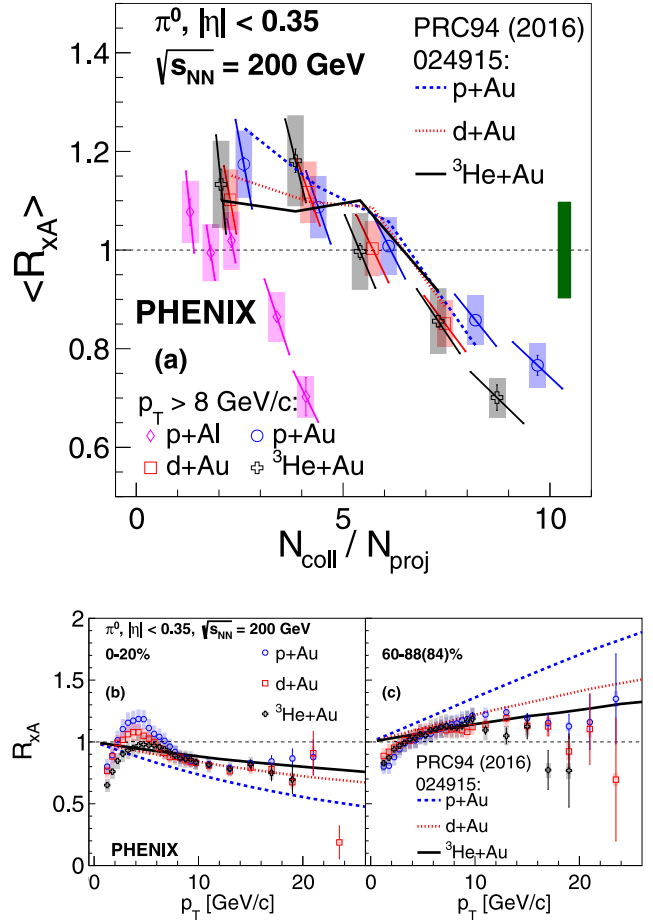 π⁰, |η| < 0.35
√sNN = 200 GeV
PRC94 (2016)
024915:
p+Au
d+Au
³He+Au
PHENIX
(a)
pT > 8 GeV/c:
p+Al
p+Au
d+Au
³He+Au
<RxA>
1.4
1.2
1
0.8
0.6
0
5
10
Ncoll / Nproj
π⁰, |η| < 0.35, √sNN = 200 GeV
0-20%
p+Au
(b)
d+Au
³He+Au
PHENIX
RxA
2
1.5
1
0.5
0
0
10
20
pT [GeV/c]
60-88(84)%
(c)
PRC94 (2016)
024915:
p+Au
d+Au
³He+Au
0
10
20
pT [GeV/c]